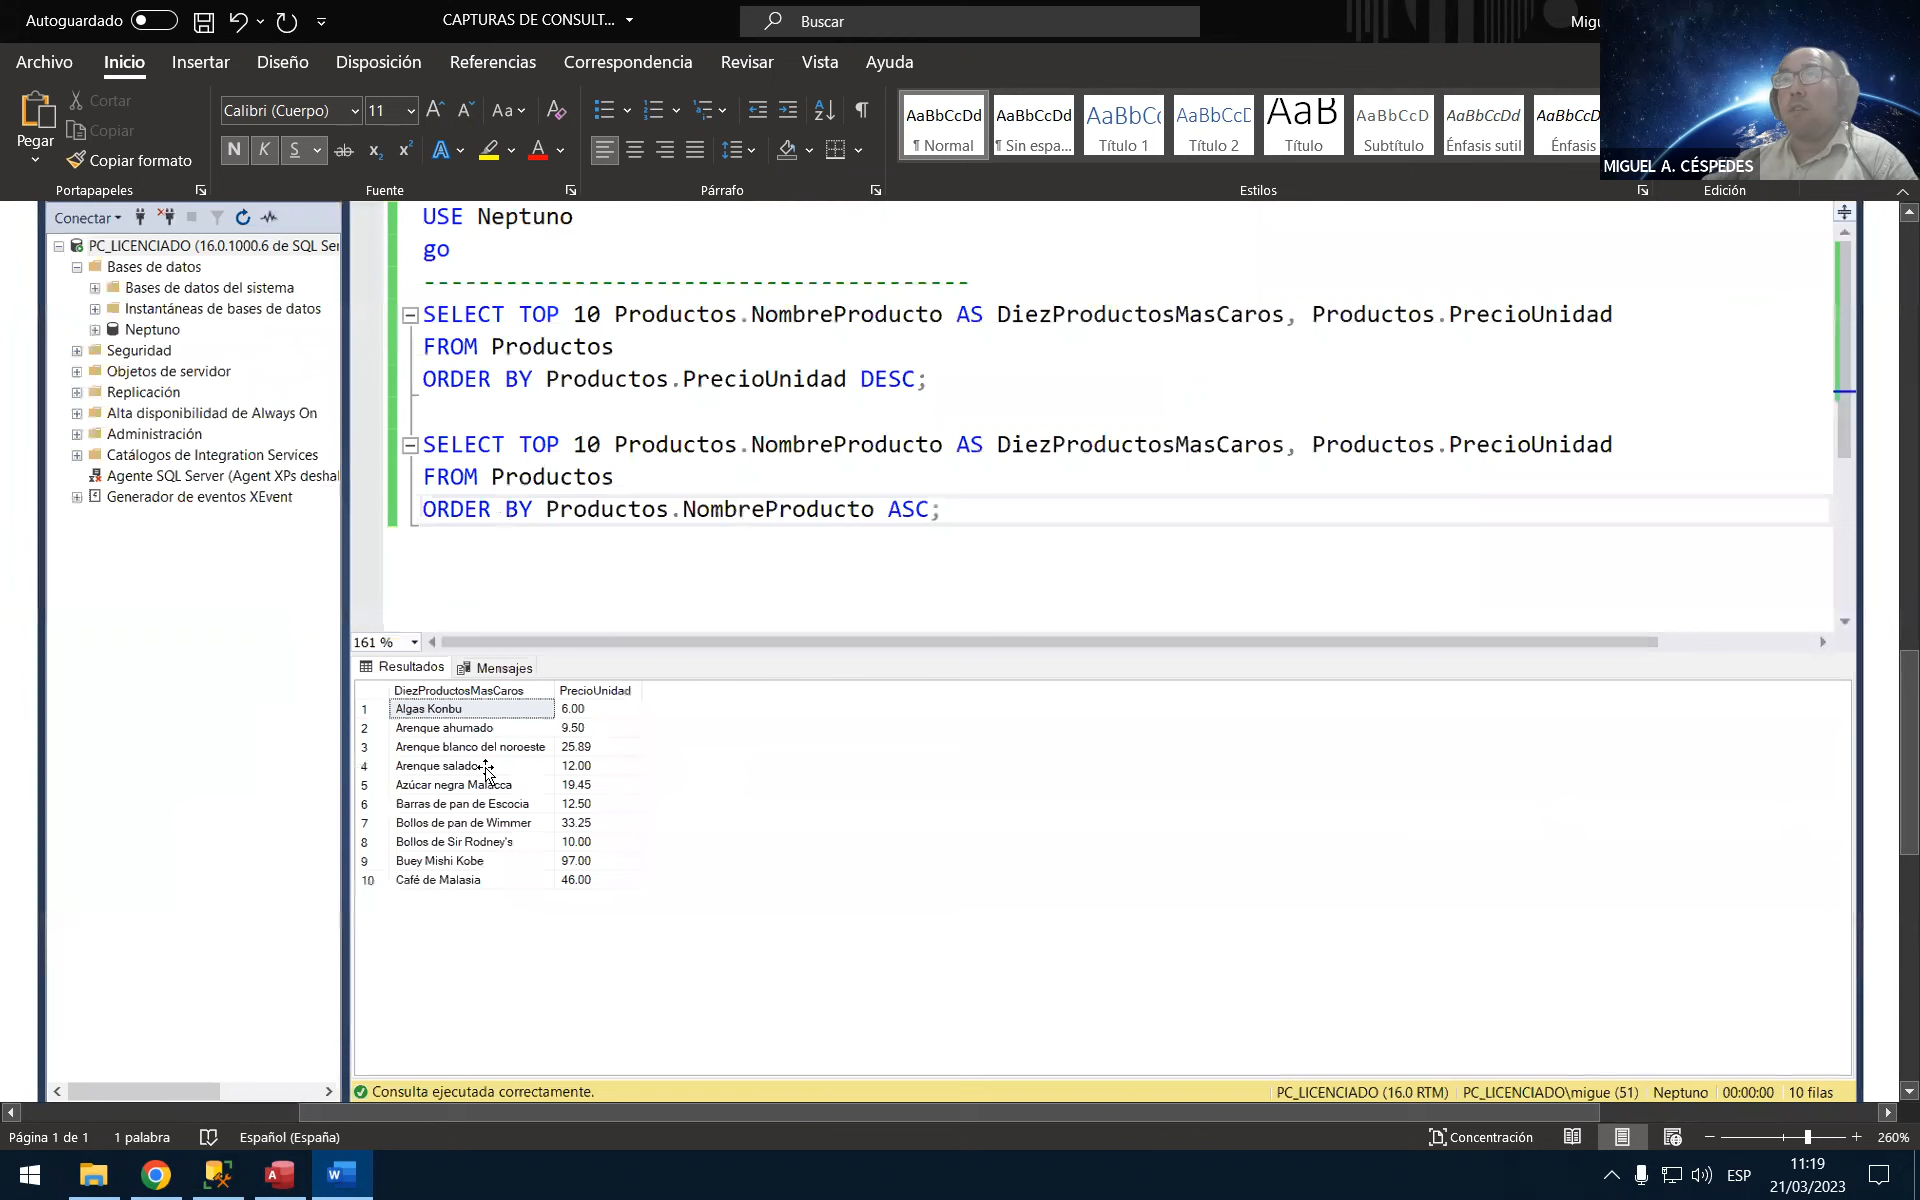 Autoguardado
CAPTURAS DE CONSULT...
Buscar
Migu
Archivo Inicio Insertar Diseño Disposición Referencias Correspondencia Revisar Vista Ayuda
Pegar
Cortar
Copiar
Copiar formato
Portapapeles
Calibri (Cuerpo) 11
Aa
N K S ab x₂ x² A A
Fuente
Párrafo
AaBbCcDd AaBbCcDd AaBbCc AaBbCcE AaB AaBbCcD AaBbCcDd AaBbCcD
¶ Normal ¶ Sin espa... Título 1 Título 2 Título Subtítulo Énfasis sutil Énfasis
Estilos
Edición
MIGUEL A. CÉSPEDES
Conectar
PC_LICENCIADO (16.0.1000.6 de SQL Ser
Bases de datos
Bases de datos del sistema
Instantáneas de bases de datos
Neptuno
Seguridad
Objetos de servidor
Replicación
Alta disponibilidad de Always On
Administración
Catálogos de Integration Services
Agente SQL Server (Agent XPs deshal
Generador de eventos XEvent
USE Neptuno
go
----------------------------------------
SELECT TOP 10 Productos.NombreProducto AS DiezProductosMasCaros, Productos.PrecioUnidad
FROM Productos
ORDER BY Productos.PrecioUnidad DESC;
SELECT TOP 10 Productos.NombreProducto AS DiezProductosMasCaros, Productos.PrecioUnidad
FROM Productos
ORDER BY Productos.NombreProducto ASC;
161 %
Resultados Mensajes
DiezProductosMasCaros PrecioUnidad
1 Algas Konbu 6.00
2 Arenque ahumado 9.50
3 Arenque blanco del noroeste 25.89
4 Arenque salado 12.00
5 Azúcar negra Malacca 19.45
6 Barras de pan de Escocia 12.50
7 Bollos de pan de Wimmer 33.25
8 Bollos de Sir Rodney's 10.00
9 Buey Mishi Kobe 97.00
10 Café de Malasia 46.00
Consulta ejecutada correctamente.
PC_LICENCIADO (16.0 RTM) PC_LICENCIADO\migue (51) Neptuno 00:00:00 10 filas
Página 1 de 1 1 palabra Español (España)
Concentración
260%
ESP
11:19
21/03/2023